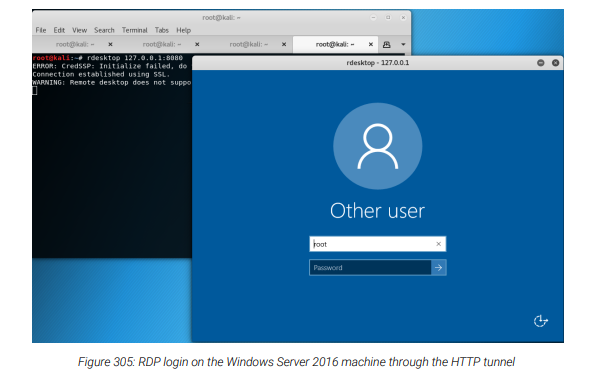 root@kali: ~
File Edit View Search Terminal Tabs Help
root@kali: ~ × root@kali: ~ × root@kali: ~ × root@kali: ~ ×
root@kali:~# rdesktop 127.0.0.1:8080
ERROR: CredSSP: Initialize failed, do
Connection established using SSL.
WARNING: Remote desktop does not suppo
rdesktop - 127.0.0.1
Other user
root
Password
Figure 305: RDP login on the Windows Server 2016 machine through the HTTP tunnel